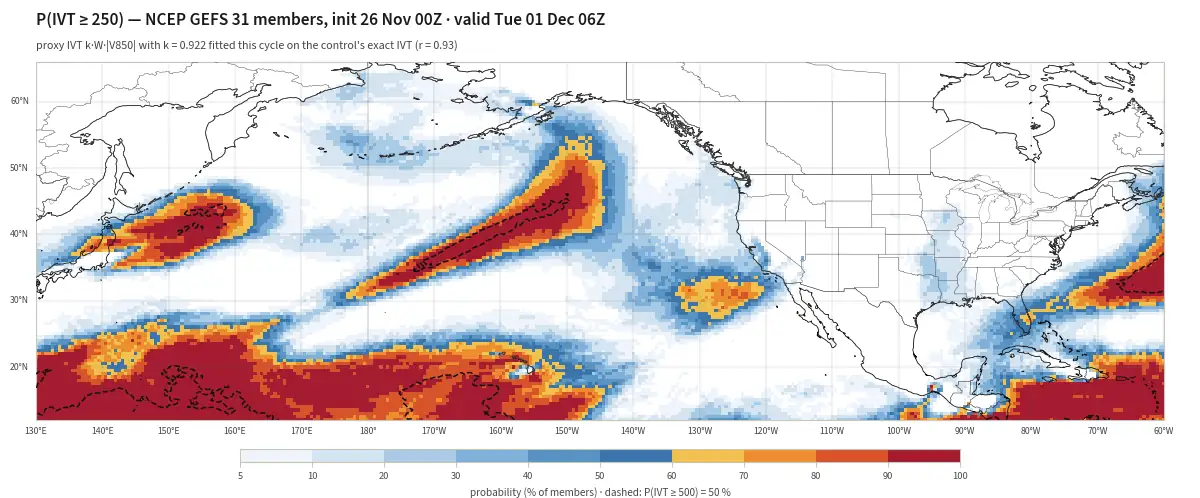 P(IVT ≥ 250) — NCEP GEFS 31 members, init 26 Nov 00Z · valid Tue 01 Dec 06Z
proxy IVT k·W·|V850| with k = 0.922 fitted this cycle on the control's exact IVT (r = 0.93)
60°N
50°N
40°N
30°N
20°N
130°E 140°E 150°E 160°E 170°E 180° 170°W 160°W 150°W 140°W 130°W 120°W 110°W 100°W 90°W 80°W 70°W 60°W
5 10 20 30 40 50 60 70 80 90 100
probability (% of members) · dashed: P(IVT ≥ 500) = 50 %